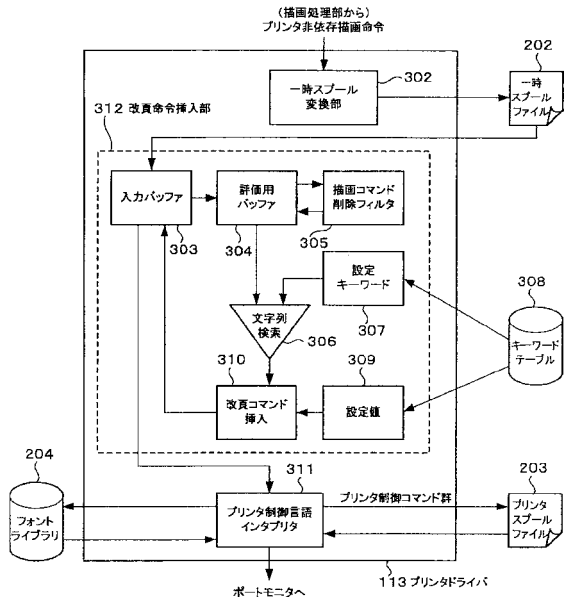 (描画処理部から)
プリンタ非依存描画命令
302
一時スプール
変換部
202
一時
スプール
ファイル
312 改頁命令挿入部
入力バッファ
303
評価用
バッファ
304
描画コマンド
削除フィルタ
305
設定
キーワード
307
文字列
検索
306
308
キーワード
テーブル
310
改頁コマンド
挿入
309
設定値
204
フォント
ライブラリ
311
プリンタ制御言語
インタプリタ
プリンタ制御コマンド群
203
プリンタ
スプール
ファイル
113 プリンタドライバ
ポートモニタへ